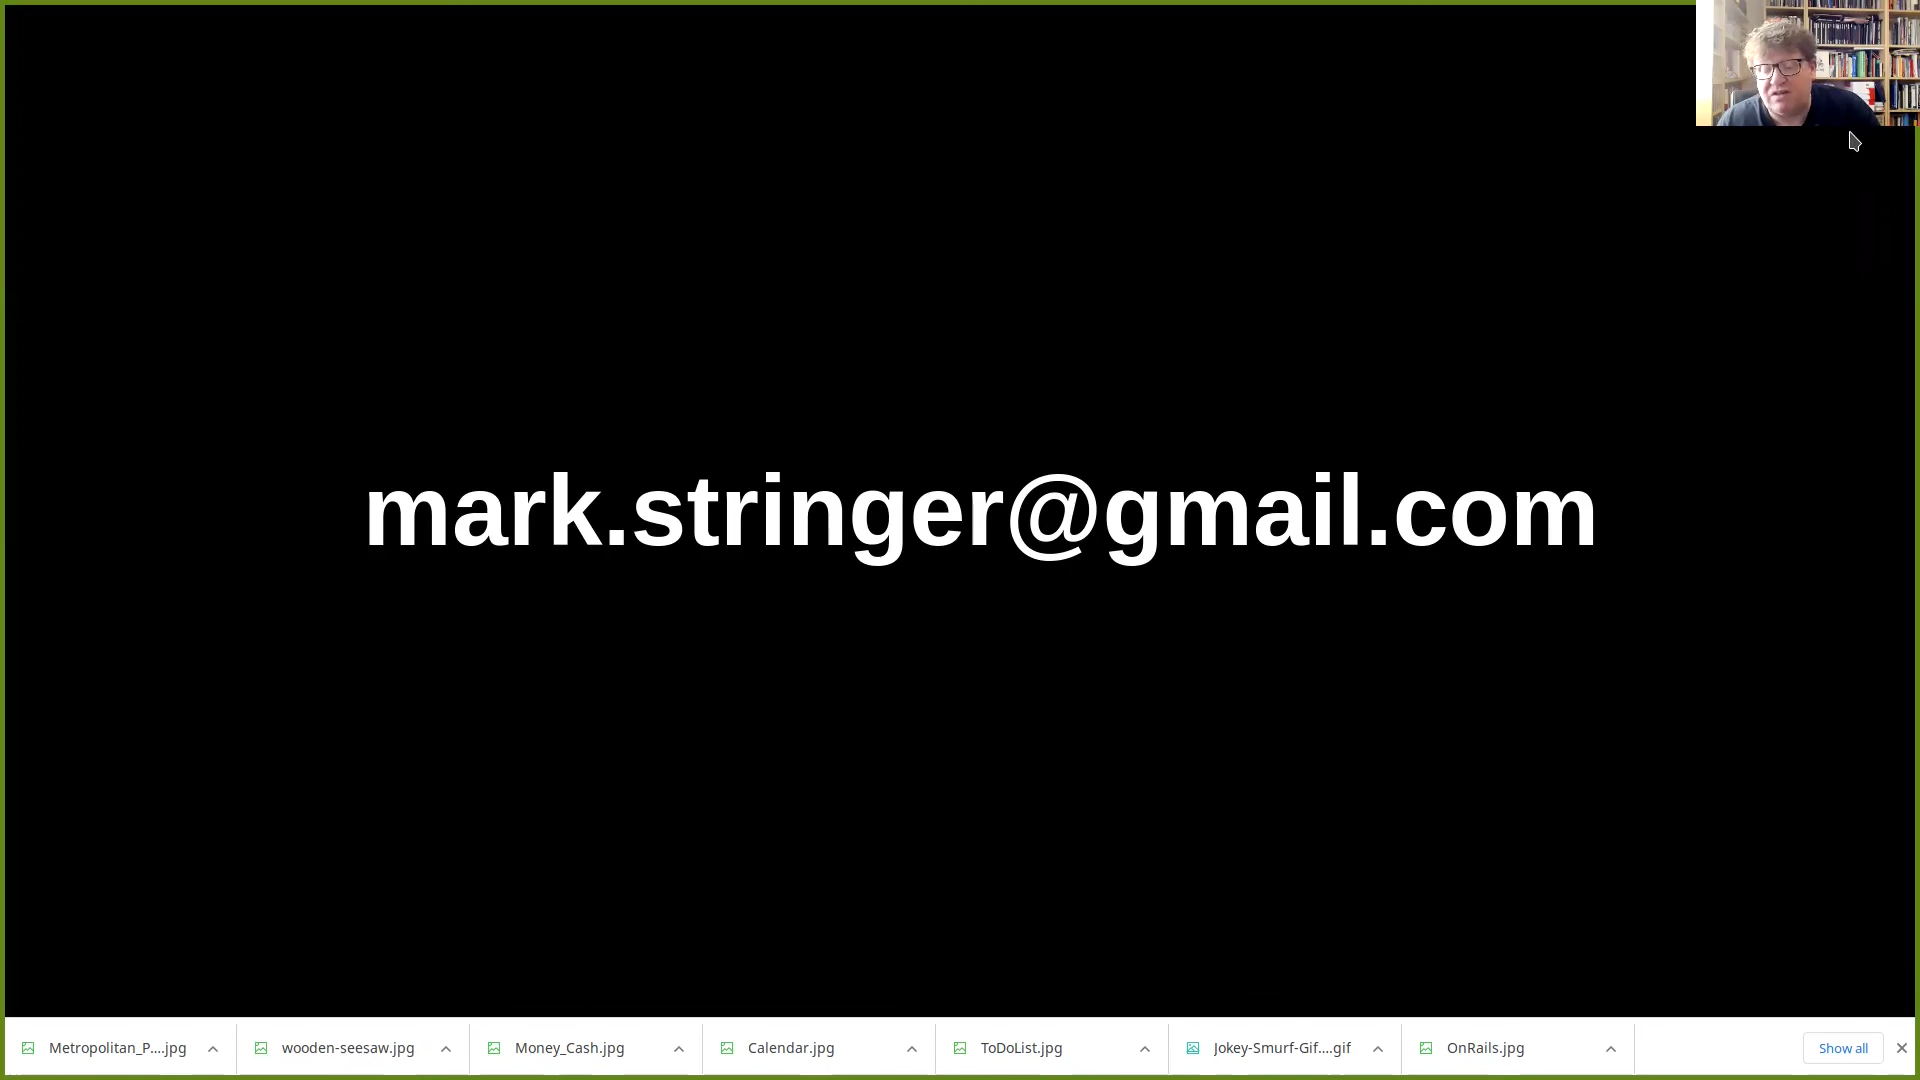 mark.stringer@gmail.com
Metropolitan_P....jpg
wooden-seesaw.jpg
Money_Cash.jpg
Calendar.jpg
ToDoList.jpg
Jokey-Smurf-Gif....gif
OnRails.jpg
Show all